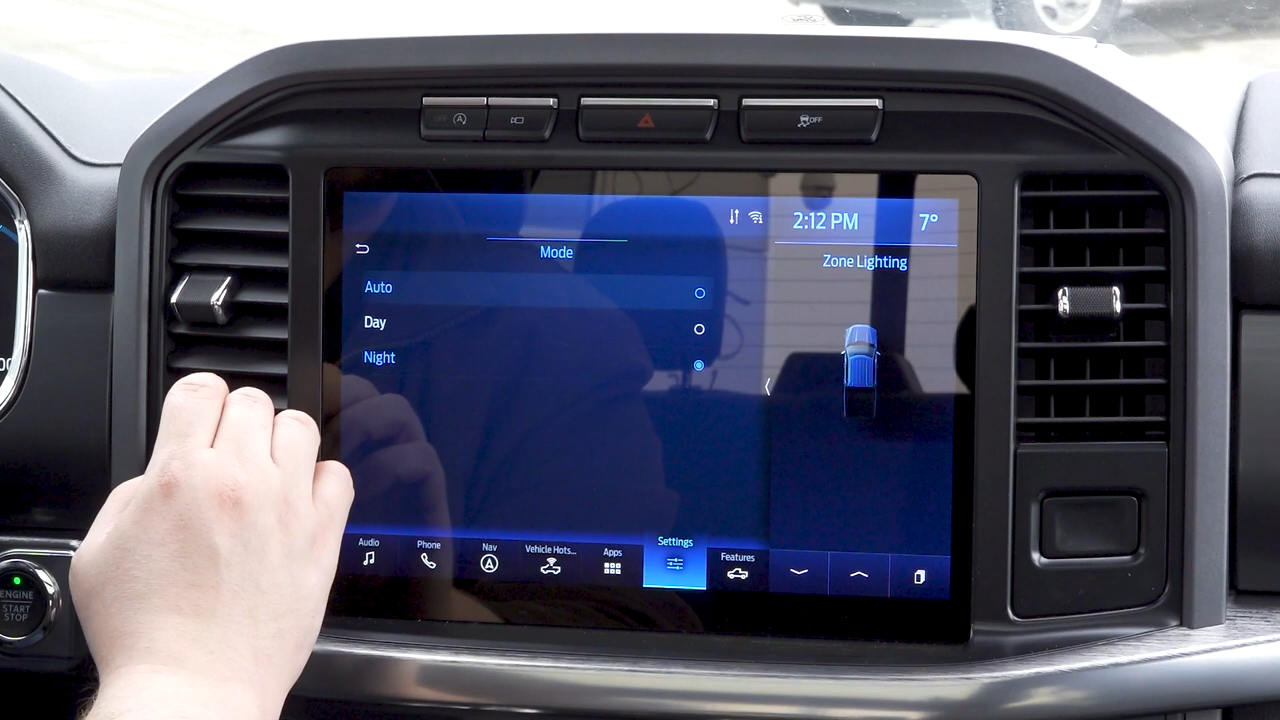 OFF
OFF
2:12 PM
7°
Mode
Zone Lighting
Auto
Day
Night
Audio
Phone
Nav
Vehicle Hots...
Apps
Settings
Features
ENGINE
START
STOP